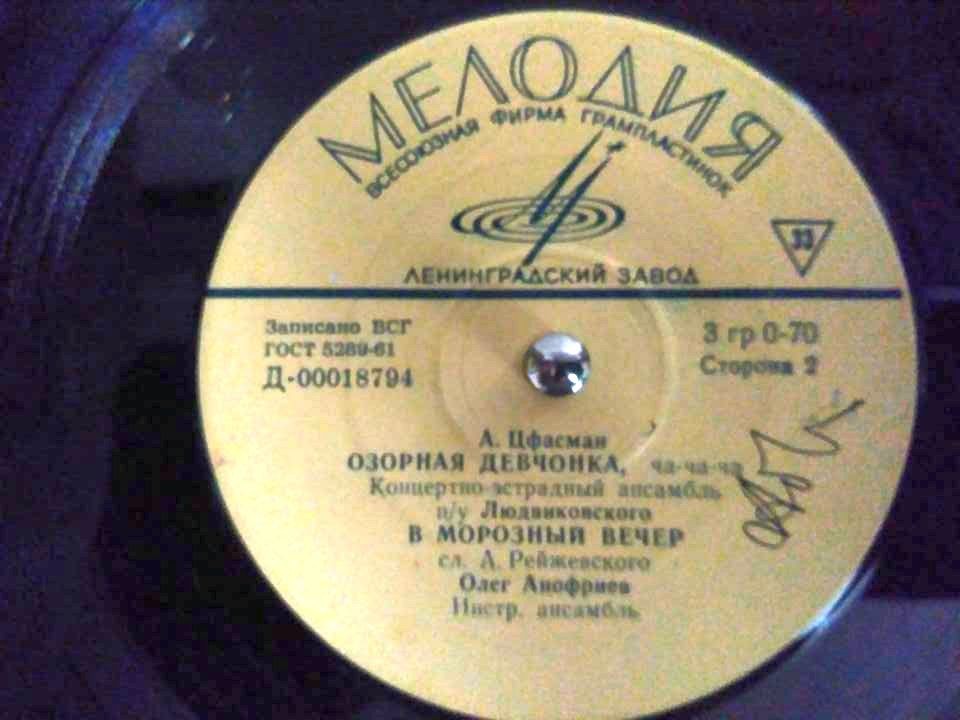 МЕЛОДИЯ
ВСЕСОЮЗНАЯ ФИРМА ГРАМПЛАСТИНОК
33
ЛЕНИНГРАДСКИЙ ЗАВОД
Записано ВСГ
ГОСТ 5289-61
Д-00018794
3 гр 0-70
Сторона 2
А. Цфасман
ОЗОРНАЯ ДЕВЧОНКА, ча-ча-ча
Концертно-эстрадный ансамбль
п/у Людвиковского
В МОРОЗНЫЙ ВЕЧЕР
сл. А. Рейжевского
Олег Анофриев
Инстр. ансамбль